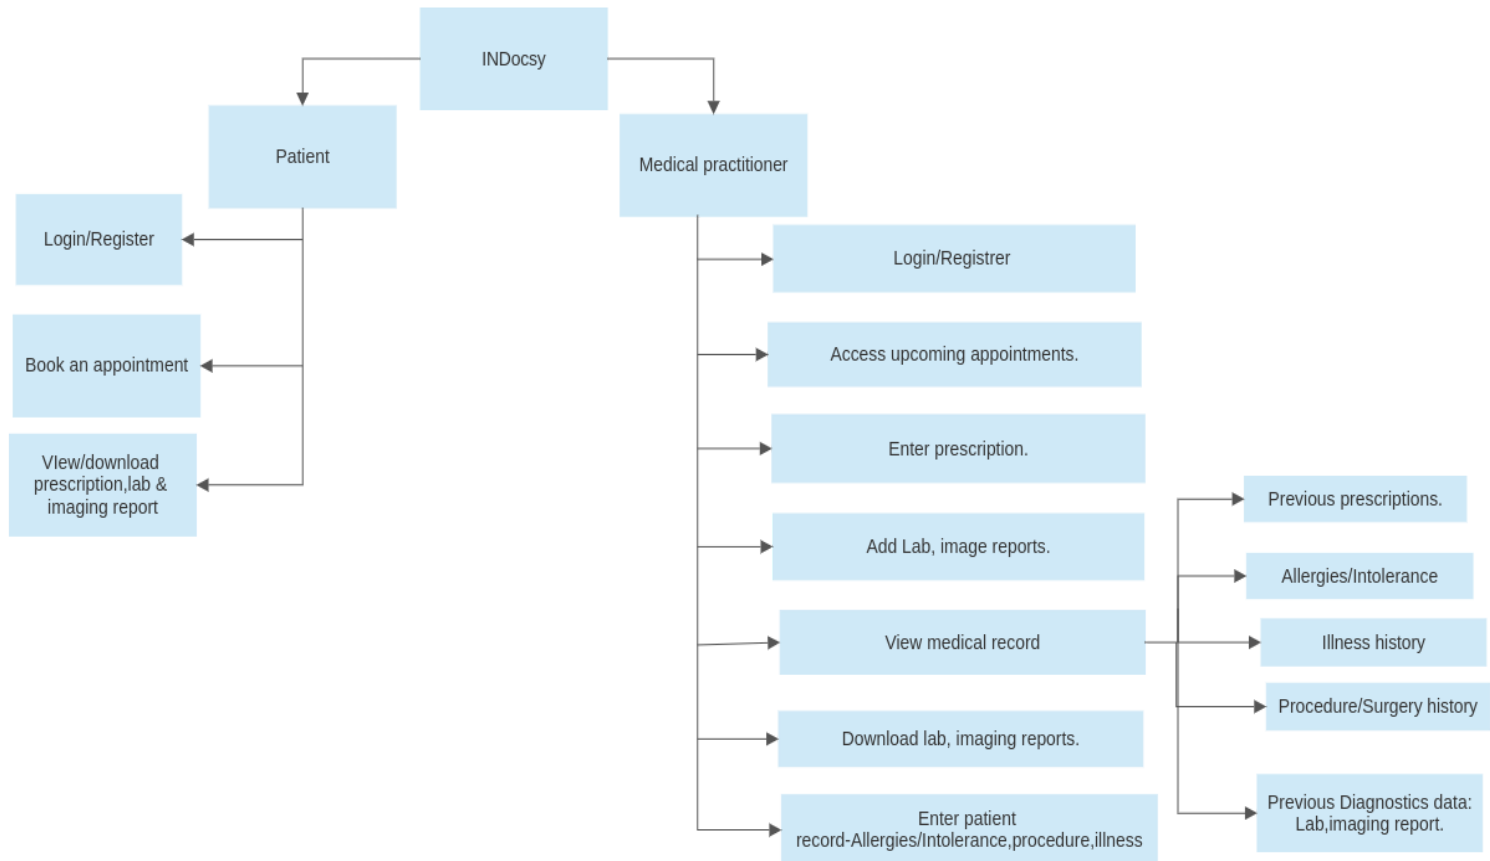 INDocsy
Patient
Medical practitioner
Login/Register
Book an appointment
VIew/download
prescription,lab &
imaging report
Login/Registrer
Access upcoming appointments.
Enter prescription.
Add Lab, image reports.
View medical record
Download lab, imaging reports.
Enter patient
record-Allergies/Intolerance,procedure,illness
Previous prescriptions.
Allergies/Intolerance
Illness history
Procedure/Surgery history
Previous Diagnostics data:
Lab,imaging report.